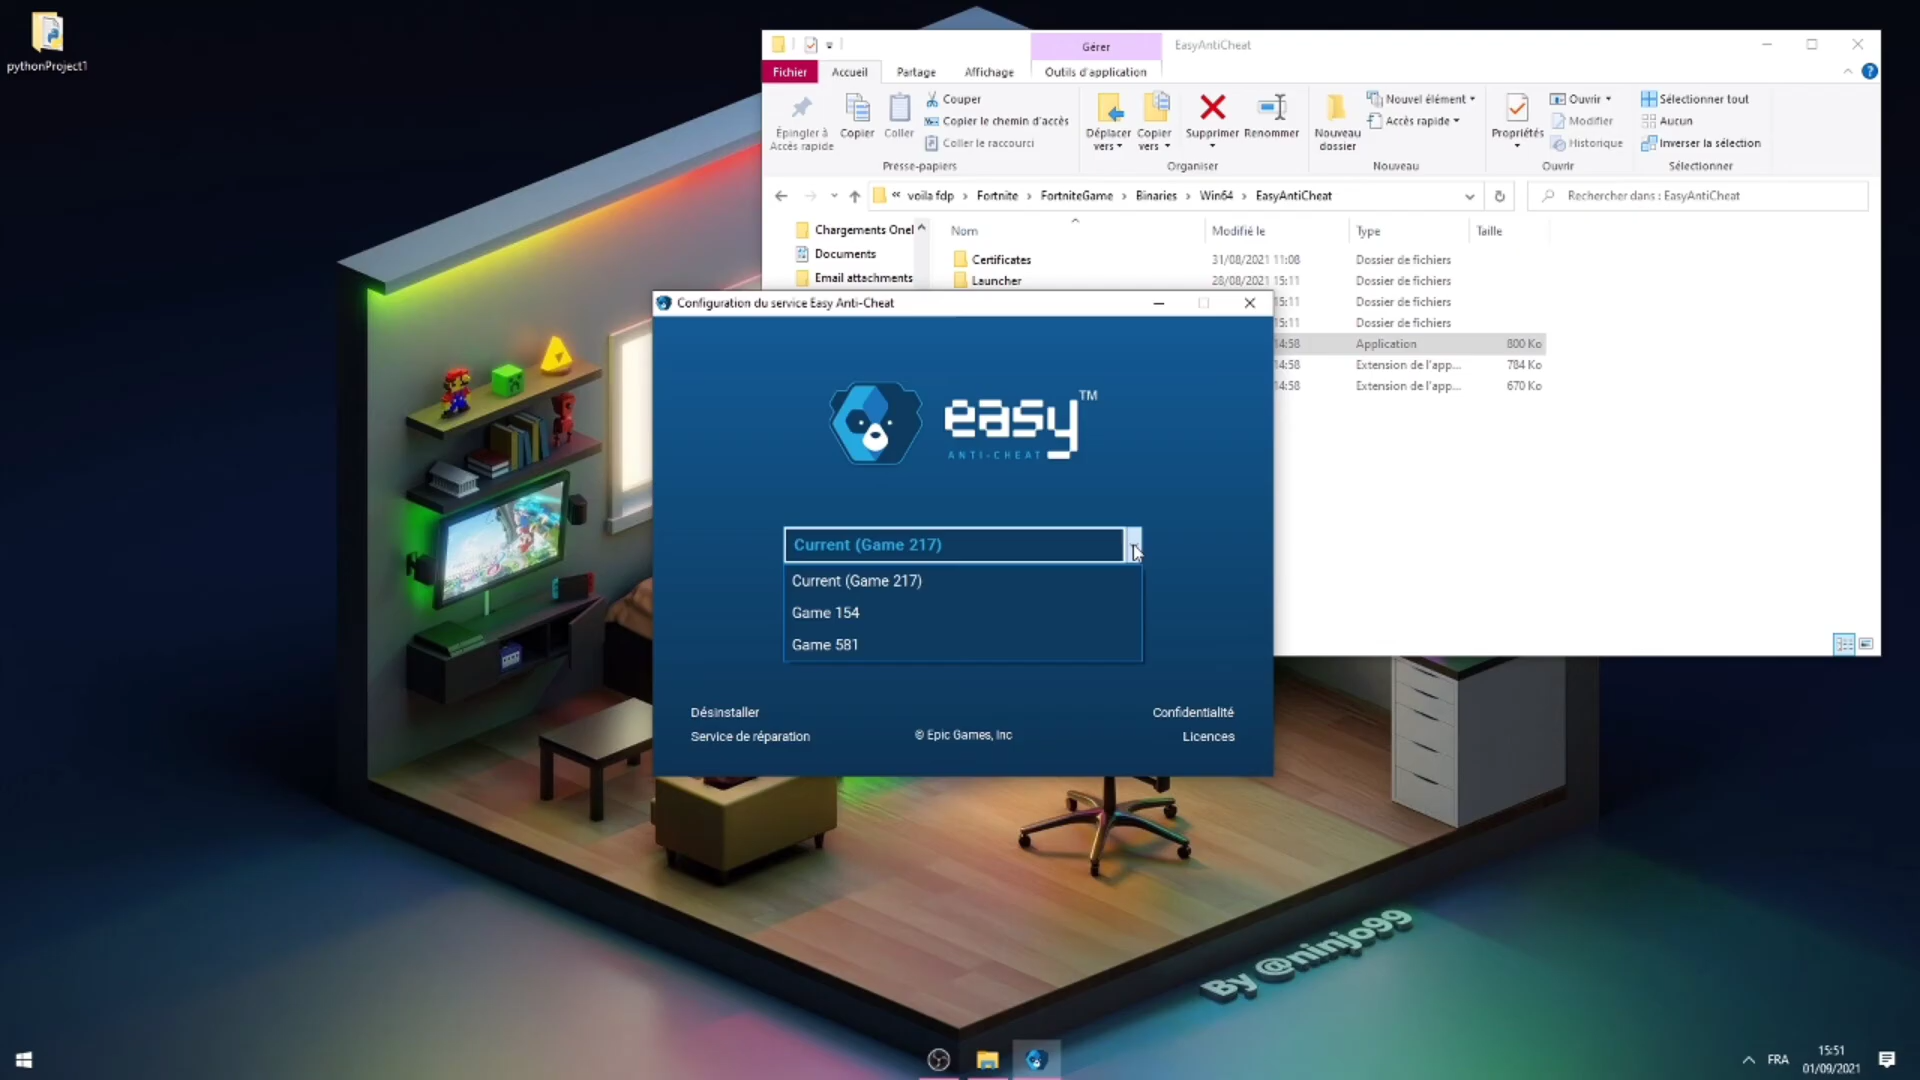 pythonProject1
Gérer
EasyAntiCheat
Fichier
Accueil
Partage
Affichage
Outils d'application
Épingler à
Accès rapide
Copier
Coller
Couper
Copier le chemin d'accès
Coller le raccourci
Presse-papiers
Déplacer
vers
Copier
vers
Supprimer
Renommer
Organiser
Nouveau
dossier
Nouvel élément
Accès rapide
Nouveau
Propriétés
Ouvrir
Modifier
Historique
Ouvrir
Sélectionner tout
Aucun
Inverser la sélection
Sélectionner
« voila fdp › Fortnite › FortniteGame › Binaries › Win64 › EasyAntiCheat
Rechercher dans : EasyAntiCheat
Chargements Onel
Documents
Email attachments
Nom
Modifié le
Type
Taille
Certificates 31/08/2021 11:08 Dossier de fichiers
Launcher 28/08/2021 15:11 Dossier de fichiers
15:11 Dossier de fichiers
15:11 Dossier de fichiers
14:58 Application 800 Ko
14:58 Extension de l'app... 784 Ko
14:58 Extension de l'app... 670 Ko
Configuration du service Easy Anti-Cheat
easy™
ANTI-CHEAT
Current (Game 217)
Current (Game 217)
Game 154
Game 581
Désinstaller
Service de réparation
© Epic Games, Inc
Confidentialité
Licences
By @ninjo99
FRA
15:51
01/09/2021